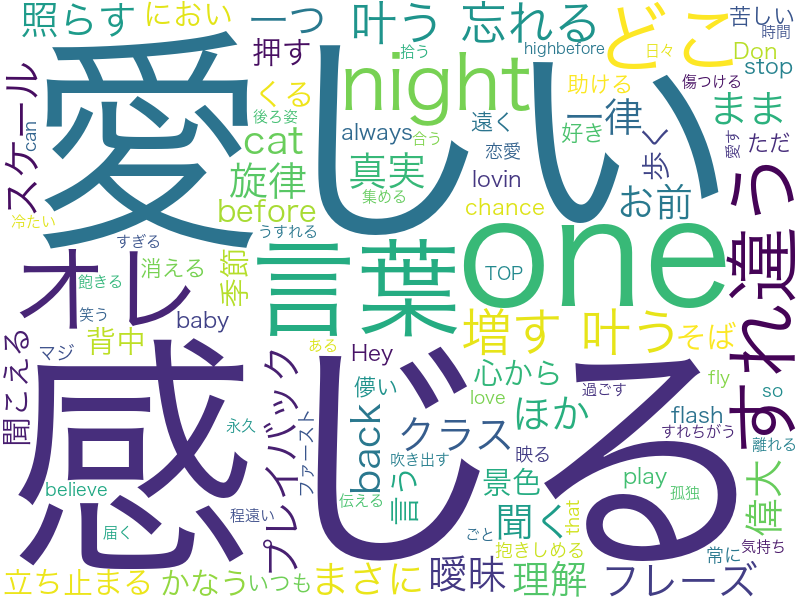 照らす
におい
一つ
叶う
忘れる
どこ
苦しい
時間
拾う
highbefore
日々
Don
押す
愛しい
night
stop
助ける
傷つける
スケール
can
くる
後ろ姿
cat
always
合う
遠く
一律
まま
好き
恋愛
歩く
愛す
ただ
旋律
真実
lovin
お前
before
集める
chance
冷たい
うすれる
すぎる
オレ
消える
季節
言葉
one
TOP
すれ違う
飽きる
笑う
baby
増す
叶う
そば
聞こえる
マジ
背中
Hey
ある
感じる
プレイバック
儚い
心から
love
過ごす
fly
so
back
クラス
ほか
flash
すれちがう
離れる
永久
ファースト
吹き出す
映る
believe
言う
景色
play
孤独
偉大
届く
程遠い
伝える
聞く
ごと
that
気持ち
抱きしめる
常に
立ち止まる
かなう
いつも
まさに
曖昧
理解
フレーズ